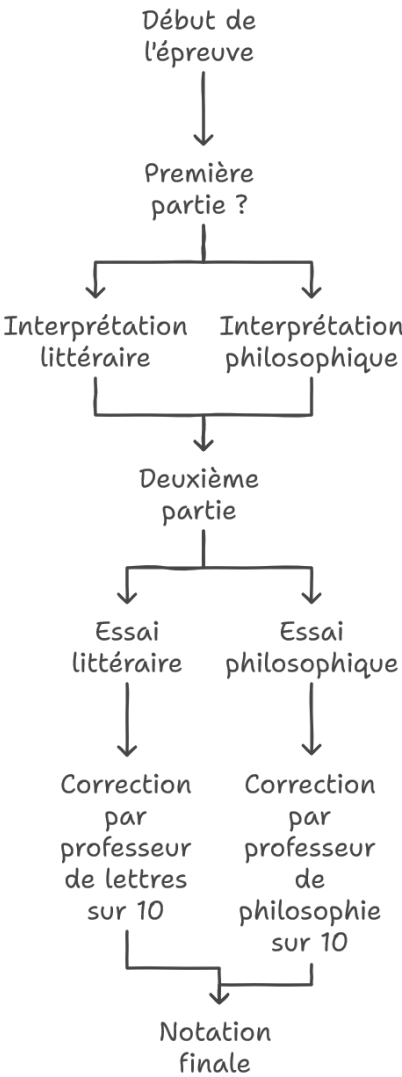 Début de
l'épreuve
Première
partie ?
Interprétation
littéraire
Interprétation
philosophique
Deuxième
partie
Essai
littéraire
Essai
philosophique
Correction
par
professeur
de lettres
sur 10
Correction
par
professeur
de
philosophie
sur 10
Notation
finale